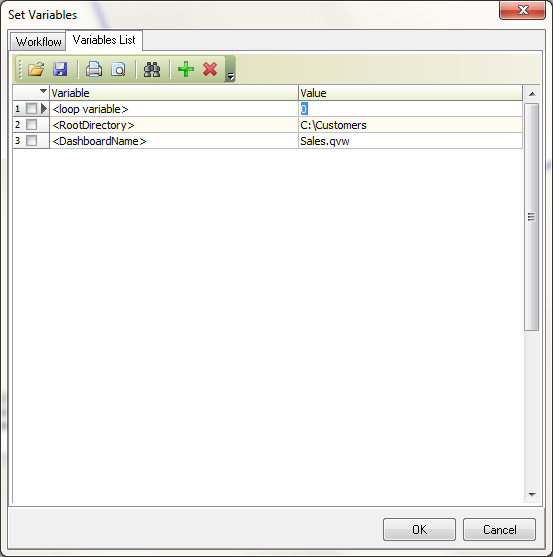 Set Variables
Workflow Variables List
Variable Value
1 <loop variable> 0
2 <RootDirectory> C:\Customers
3 <DashboardName> Sales.qvw
OK Cancel